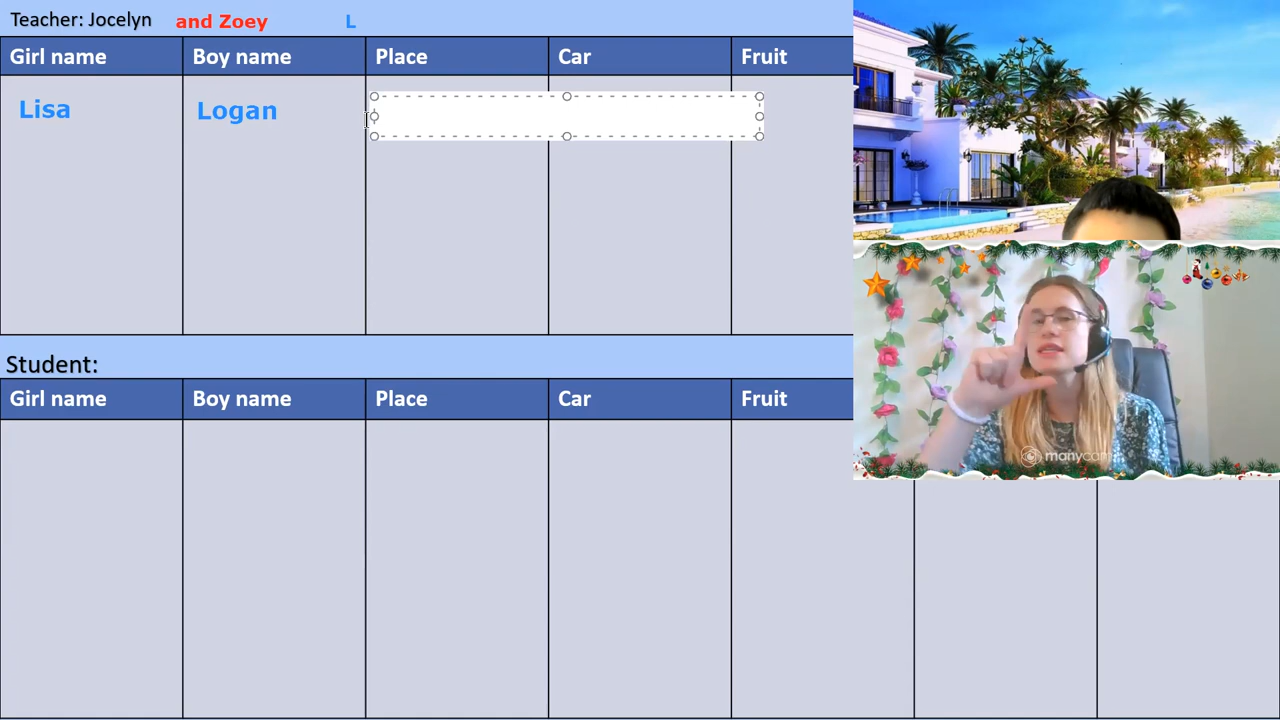 Teacher: Jocelyn and Zoey L
Girl name Boy name Place Car Fruit
Lisa Logan
Student:
Girl name Boy name Place Car Fruit
manycam